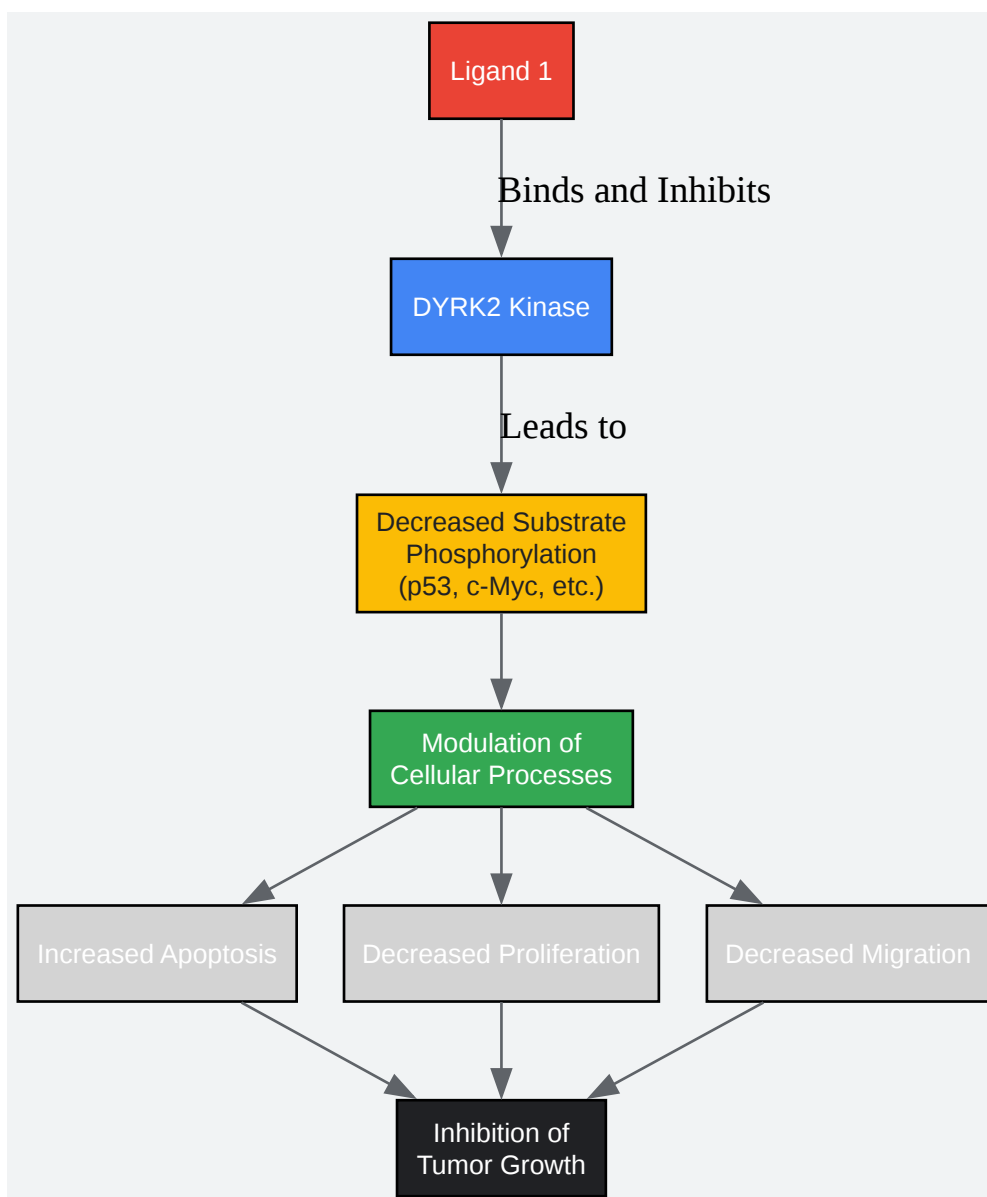 Ligand 1
Binds and Inhibits
DYRK2 Kinase
Leads to
Decreased Substrate
Phosphorylation
(p53, c-Myc, etc.)
Modulation of
Cellular Processes
Increased Apoptosis
Decreased Proliferation
Decreased Migration
Inhibition of
Tumor Growth